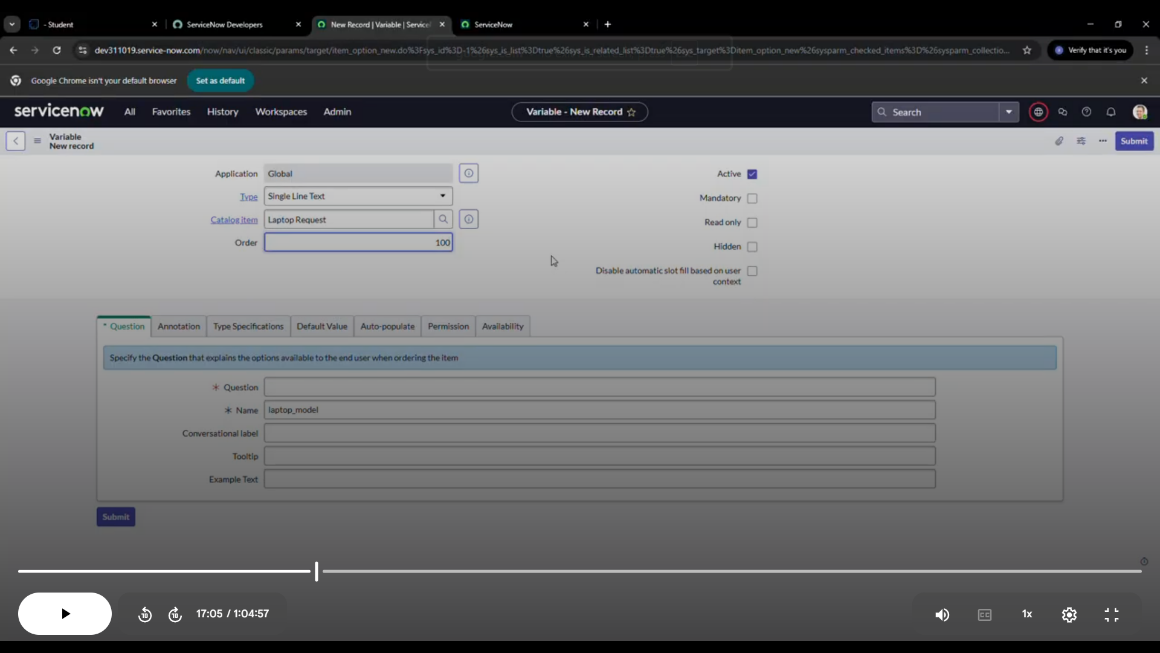 - Student
ServiceNow Developers
New Record | Variable | Service
ServiceNow
dev311019.service-now.com/now/nav/ui/classic/params/target/item_option_new.do%3Fsys_id%3D-1%26sys_is_list%3Dtrue%26sys_is_related_list%3Dtrue%26sys_target%3Ditem_option_new%26sysparm_checked_items%3D%26sysparm_collectio...
Verify that it's you
Google Chrome isn't your default browser
Set as default
servicenow
All
Favorites
History
Workspaces
Admin
Variable - New Record
Search
Variable
New record
Submit
Application
Global
Active
Type
Single Line Text
Mandatory
Catalog item
Laptop Request
Read only
Order
100
Hidden
Disable automatic slot fill based on user
context
* Question
Annotation
Type Specifications
Default Value
Auto-populate
Permission
Availability
Specify the Question that explains the options available to the end user when ordering the item
* Question
* Name
laptop_model
Conversational label
Tooltip
Example Text
Submit
10
10
17:05 / 1:04:57
CC
1x